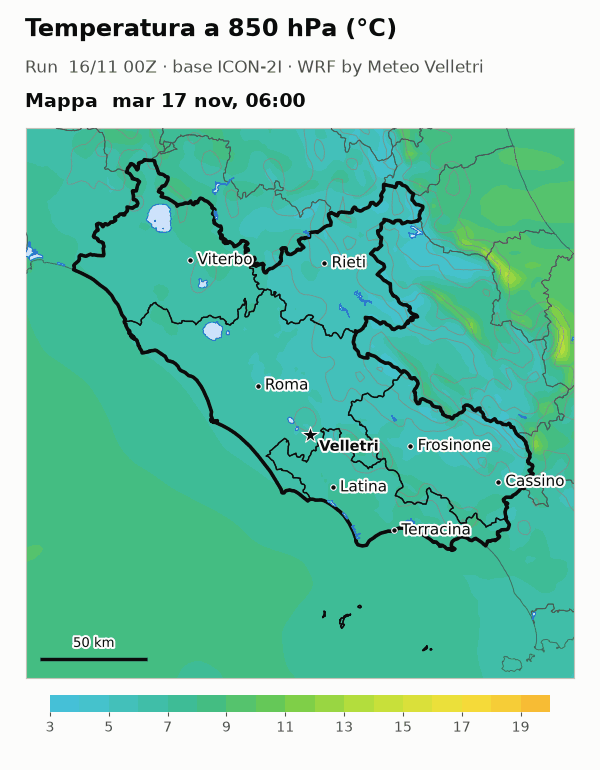 Temperatura a 850 hPa (°C)
Run  16/11 00Z · base ICON-2I · WRF by Meteo Velletri
Mappa  mar 17 nov, 06:00
Viterbo
Rieti
Roma
Velletri
Frosinone
Cassino
Latina
Terracina
50 km
3 5 7 9 11 13 15 17 19